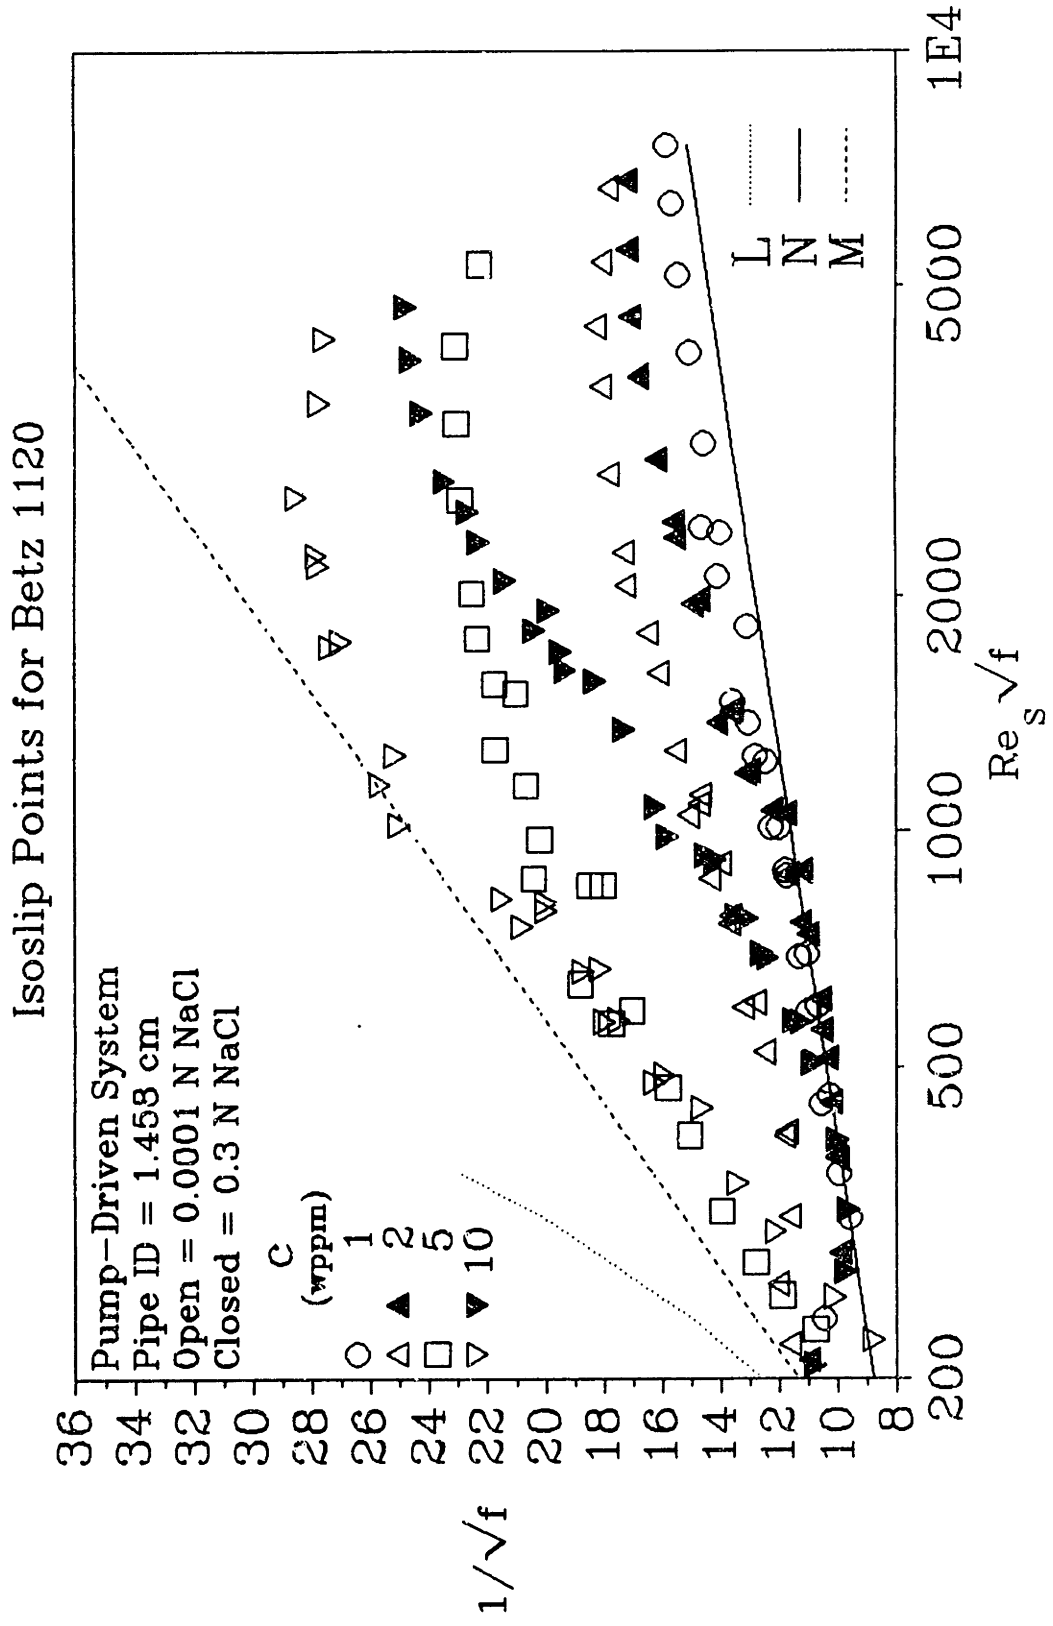 Isoslip Points for Betz 1120
Pump-Driven System
Pipe ID = 1.458 cm
Open = 0.0001 N NaCl
Closed = 0.3 N NaCl
C
(wppm)
1
2
5
10
L
N
M
36
34
32
30
28
26
24
22
20
18
16
14
12
10
8
1/√f
200
500
1000
2000
5000
1E4
Re_s √f